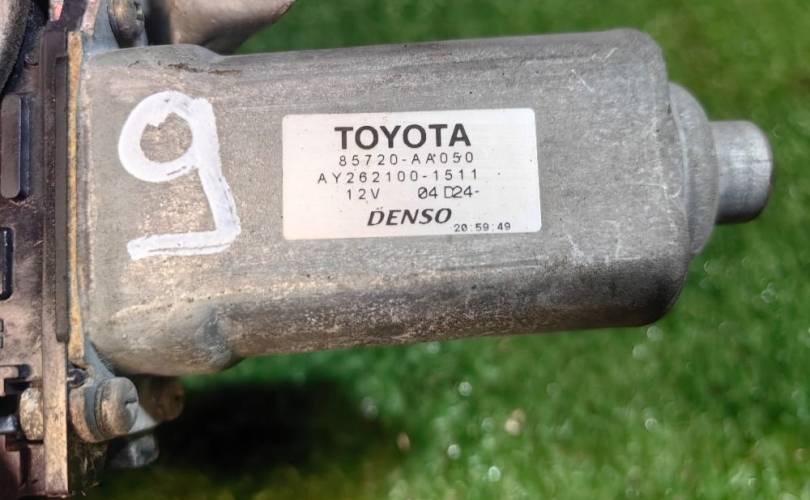 9
TOYOTA
85720-AA050
AY262100-1511
12V 04 D24-
DENSO
20:59:49